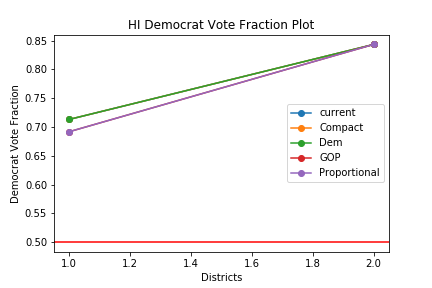 HI Democrat Vote Fraction Plot
Democrat Vote Fraction
0.85
0.80
0.75
0.70
0.65
0.60
0.55
0.50
current
Compact
Dem
GOP
Proportional
1.0 1.2 1.4 1.6 1.8 2.0
Districts